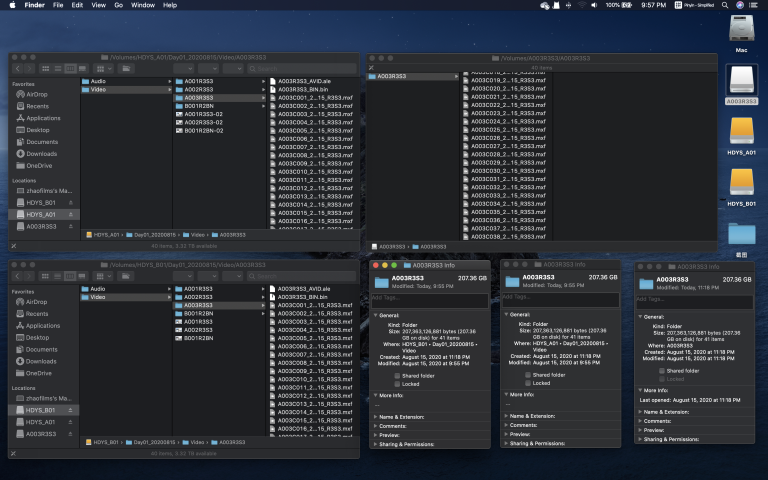 Finder File Edit View Go Window Help
100% 9:57 PM Pinyin - Simplified
Mac
A003R3S3
HDYS_A01
HDYS_B01
截图
/Volumes/HDYS_A01/Day01_20200815/Video/A003R3S3
Search
Favorites
AirDrop
Recents
Applications
Desktop
Documents
Downloads
OneDrive
Locations
zhaofilms's Ma...
HDYS_B01
HDYS_A01
A003R3S3
Audio
Video
A001R3S3
A002R3S3
A003R3S3
B001R2BN
A001R3S3-02
A002R3S3-02
B001R2BN-02
A003R3S3_AVID.ale
A003R3S3_BIN.bin
A003C001_2...15_R3S3.mxf
A003C002_2...15_R3S3.mxf
A003C003_2...15_R3S3.mxf
A003C004_2...15_R3S3.mxf
A003C005_2...15_R3S3.mxf
A003C006_2...15_R3S3.mxf
A003C007_2...15_R3S3.mxf
A003C008_2...15_R3S3.mxf
A003C009_2...15_R3S3.mxf
A003C010_2...15_R3S3.mxf
A003C011_2...15_R3S3.mxf
A003C012_2...15_R3S3.mxf
A003C013_2...15_R3S3.mxf
A003C014_2...15_R3S3.mxf
A003C015_2...15_R3S3.mxf
A003C016_2...15_R3S3.mxf
A003C017_2...15_R3S3.mxf
HDYS_A01 › Day01_20200815 › Video › A003R3S3
40 items, 3.32 TB available
/Volumes/A003R3S3/A003R3S3
40 items
A003R3S3
A003C018_2...15_R3S3.mxf
A003C019_2...15_R3S3.mxf
A003C020_2...15_R3S3.mxf
A003C021_2...15_R3S3.mxf
A003C022_2...15_R3S3.mxf
A003C023_2...15_R3S3.mxf
A003C024_2...15_R3S3.mxf
A003C025_2...15_R3S3.mxf
A003C026_2...15_R3S3.mxf
A003C027_2...15_R3S3.mxf
A003C028_2...15_R3S3.mxf
A003C029_2...15_R3S3.mxf
A003C030_2...15_R3S3.mxf
A003C031_2...15_R3S3.mxf
A003C032_2...15_R3S3.mxf
A003C033_2...15_R3S3.mxf
A003C034_2...15_R3S3.mxf
A003C035_2...15_R3S3.mxf
A003C036_2...15_R3S3.mxf
A003C037_2...15_R3S3.mxf
A003C038_2...15_R3S3.mxf
A003R3S3 › A003R3S3
/Volumes/HDYS_B01/Day01_20200815/Video/A003R3S3
Search
Favorites
AirDrop
Recents
Applications
Desktop
Documents
Downloads
OneDrive
Locations
zhaofilms's Ma...
HDYS_B01
HDYS_A01
A003R3S3
Audio
Video
A001R3S3
A002R3S3
A003R3S3
B001R2BN
A001R3S3
A002R3S3
B001R2BN
A003R3S3_AVID.ale
A003R3S3_BIN.bin
A003C001_2...15_R3S3.mxf
A003C002_2...15_R3S3.mxf
A003C003_2...15_R3S3.mxf
A003C004_2...15_R3S3.mxf
A003C005_2...15_R3S3.mxf
A003C006_2...15_R3S3.mxf
A003C007_2...15_R3S3.mxf
A003C008_2...15_R3S3.mxf
A003C009_2...15_R3S3.mxf
A003C010_2...15_R3S3.mxf
A003C011_2...15_R3S3.mxf
A003C012_2...15_R3S3.mxf
A003C013_2...15_R3S3.mxf
A003C014_2...15_R3S3.mxf
A003C015_2...15_R3S3.mxf
A003C016_2...15_R3S3.mxf
HDYS_B01 › Day01_20200815 › Video › A003R3S3
40 items, 3.32 TB available
A003R3S3 Info
A003R3S3 207.36 GB
Modified: Today, 9:55 PM
Add Tags...
General:
Kind: Folder
Size: 207,363,126,881 bytes (207.36
GB on disk) for 41 items
Where: HDYS_B01 • Day01_20200815 •
Video
Created: August 15, 2020 at 11:18 PM
Modified: August 15, 2020 at 9:55 PM
Shared folder
Locked
More Info:
--
Name & Extension:
Comments:
Preview:
Sharing & Permissions:
A003R3S3 Info
A003R3S3 207.36 GB
Modified: Today, 9:55 PM
Add Tags...
General:
Kind: Folder
Size: 207,363,126,881 bytes (207.36
GB on disk) for 41 items
Where: HDYS_A01 • Day01_20200815 •
Video
Created: August 15, 2020 at 11:18 PM
Modified: August 15, 2020 at 9:55 PM
Shared folder
Locked
More Info:
--
Name & Extension:
Comments:
Preview:
Sharing & Permissions:
A003R3S3 Info
A003R3S3 207.36 GB
Modified: Today, 11:18 PM
Add Tags...
General:
Kind: Folder
Size: 207,363,126,881 bytes (207.36
GB on disk) for 41 items
Where: A003R3S3
Created: August 15, 2020 at 11:18 PM
Modified: August 15, 2020 at 11:18 PM
Shared folder
Locked
More Info:
Last opened: August 15, 2020 at 11:18 PM
Name & Extension:
Comments:
Preview:
Sharing & Permissions: